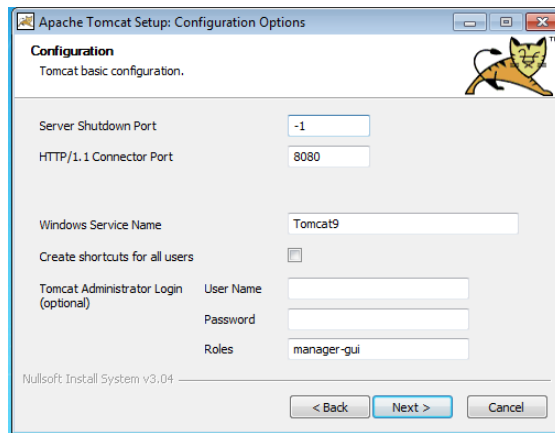 Apache Tomcat Setup: Configuration Options
Configuration
Tomcat basic configuration.
TM
Server Shutdown Port -1
HTTP/1.1 Connector Port 8080
Windows Service Name Tomcat9
Create shortcuts for all users
Tomcat Administrator Login (optional) User Name
Password
Roles manager-gui
Nullsoft Install System v3.04
< Back Next > Cancel